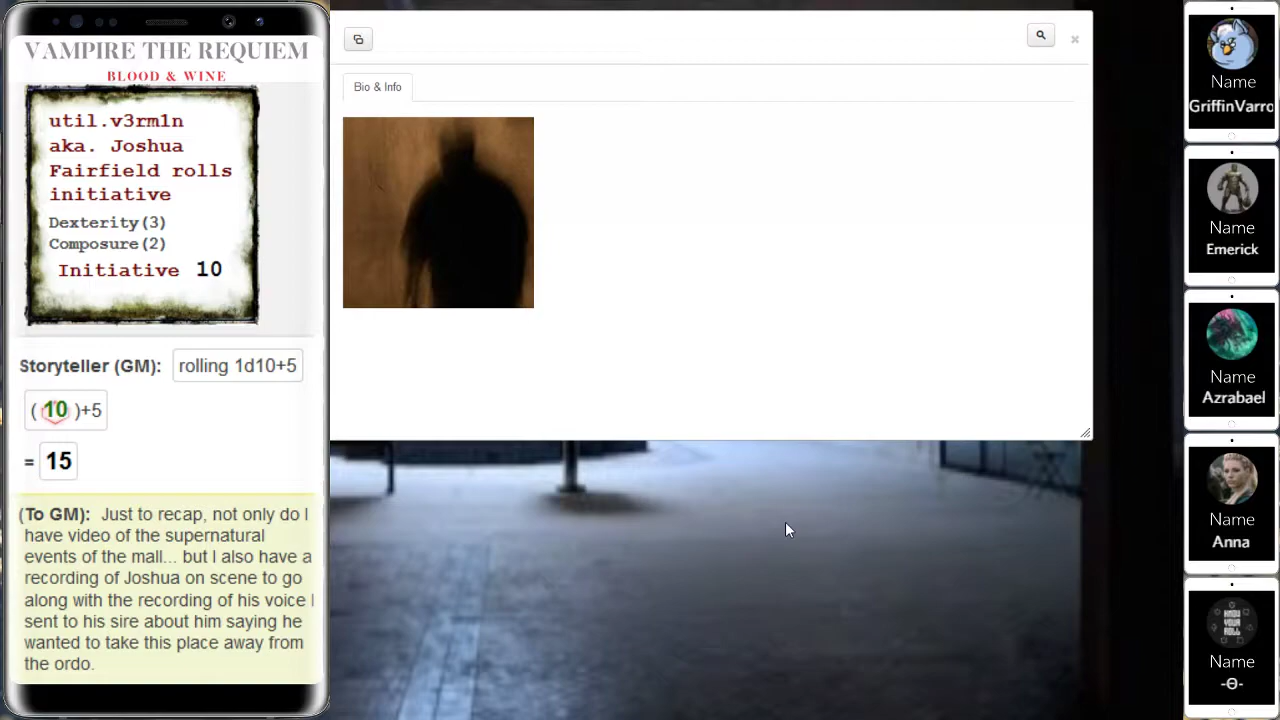 VAMPIRE THE REQUIEM
BLOOD & WINE
util.v3rm1n
aka. Joshua
Fairfield rolls
initiative
Dexterity(3)
Composure(2)
Initiative 10
Storyteller (GM): rolling 1d10+5
(10)+5
= 15
(To GM): Just to recap, not only do I
have video of the supernatural
events of the mall... but I also have a
recording of Joshua on scene to go
along with the recording of his voice I
sent to his sire about him saying he
wanted to take this place away from
the ordo.
Bio & Info
Name
GriffinVarro
Name
Emerick
Name
Azrabael
Name
Anna
KNOW
YOUR
ROLL
Name
-Ө-